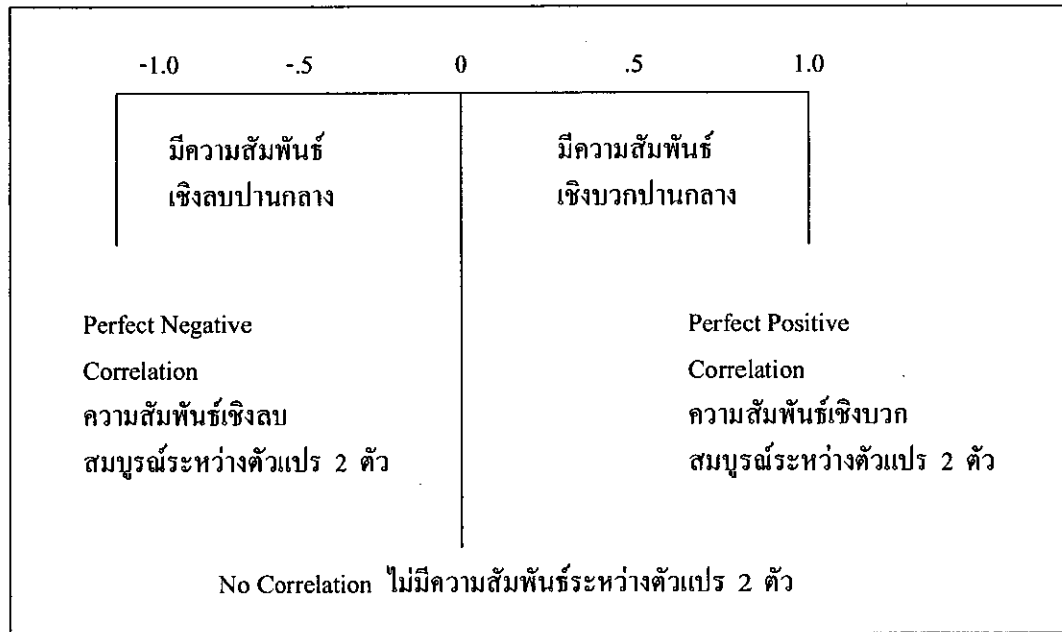 -1.0 -.5 0 .5 1.0
มีความสัมพันธ์ มีความสัมพันธ์
เชิงลบปานกลาง เชิงบวกปานกลาง
Perfect Negative Perfect Positive
Correlation Correlation
ความสัมพันธ์เชิงลบ ความสัมพันธ์เชิงบวก
สมบูรณ์ระหว่างตัวแปร 2 ตัว สมบูรณ์ระหว่างตัวแปร 2 ตัว
No Correlation ไม่มีความสัมพันธ์ระหว่างตัวแปร 2 ตัว